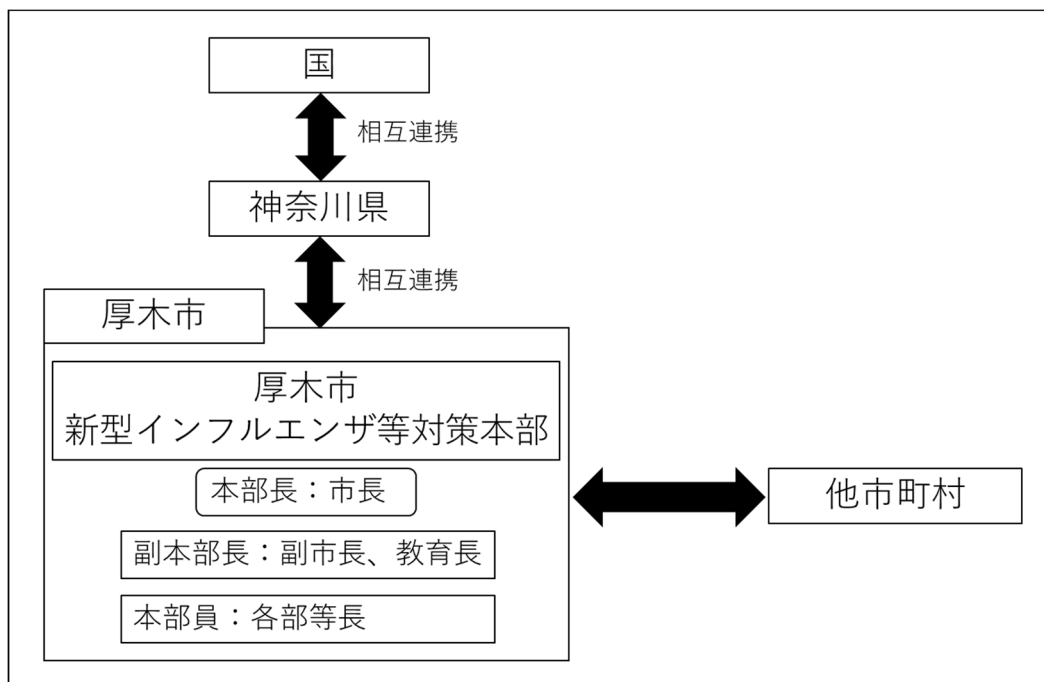 国
相互連携
神奈川県
相互連携
厚木市
厚木市
新型インフルエンザ等対策本部
本部長：市長
副本部長：副市長、教育長
本部員：各部等長
他市町村